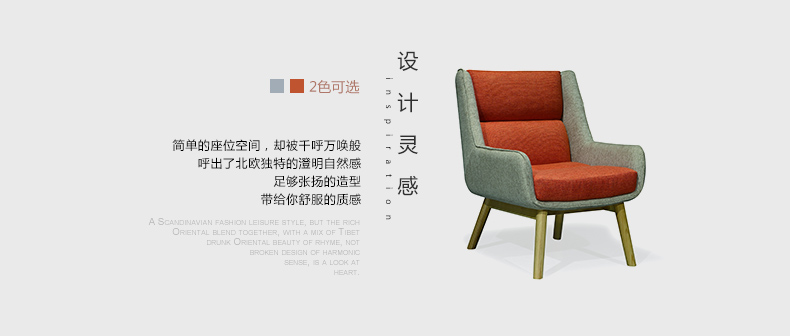 2色可选
设计灵感
inspiration
简单的座位空间，却被千呼万唤般
呼出了北欧独特的澄明自然感
足够张扬的造型
带给你舒服的质感
A Scandinavian fashion leisure style, but the rich
Oriental blend together, with a mix of Tibet
drunk Oriental beauty of rhyme, not
broken design of harmonic
sense, is a look at
heart.